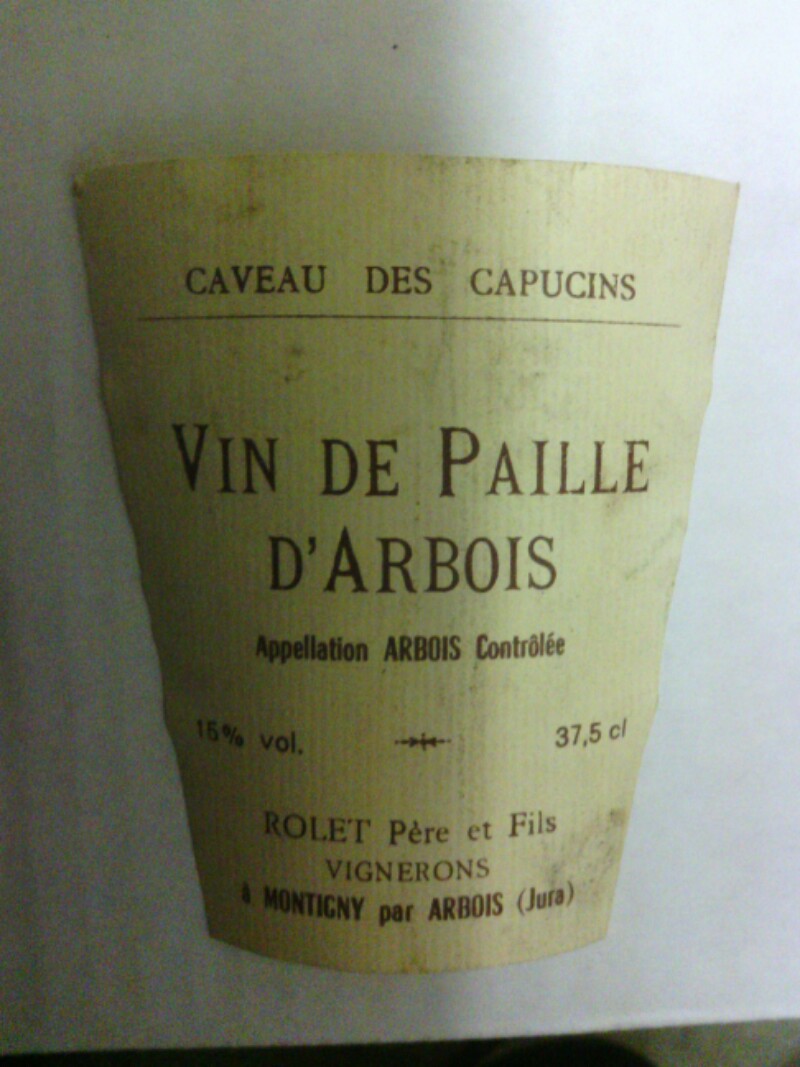 CAVEAU DES CAPUCINS
VIN DE PAILLE
D'ARBOIS
Appellation ARBOIS Contrôlée
15% vol. 37,5 cl
ROLET Père et Fils
VIGNERONS
à MONTIGNY par ARBOIS (Jura)